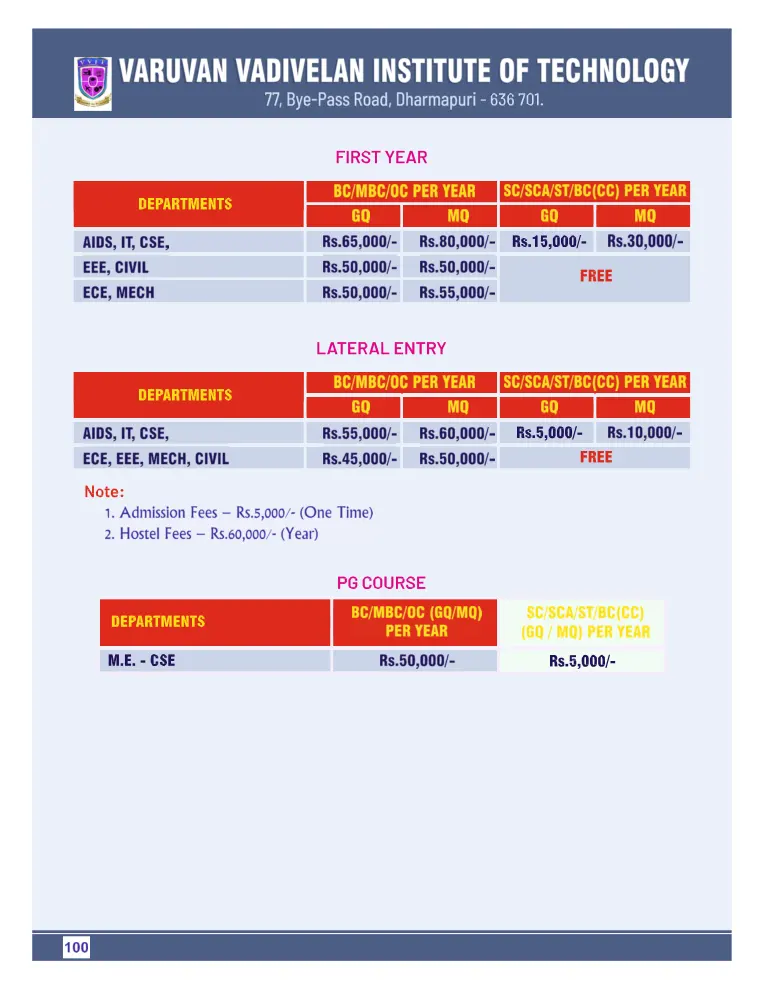 VVIT
VARUVAN VADIVELAN INSTITUTE OF TECHNOLOGY
77, Bye-Pass Road, Dharmapuri - 636 701.
FIRST YEAR
DEPARTMENTS BC/MBC/OC PER YEAR SC/SCA/ST/BC(CC) PER YEAR
GQ MQ GQ MQ
AIDS, IT, CSE, Rs.65,000/- Rs.80,000/- Rs.15,000/- Rs.30,000/-
EEE, CIVIL Rs.50,000/- Rs.50,000/- FREE
ECE, MECH Rs.50,000/- Rs.55,000/-
LATERAL ENTRY
DEPARTMENTS BC/MBC/OC PER YEAR SC/SCA/ST/BC(CC) PER YEAR
GQ MQ GQ MQ
AIDS, IT, CSE, Rs.55,000/- Rs.60,000/- Rs.5,000/- Rs.10,000/-
ECE, EEE, MECH, CIVIL Rs.45,000/- Rs.50,000/- FREE
Note:
1. Admission Fees – Rs.5,000/- (One Time)
2. Hostel Fees – Rs.60,000/- (Year)
PG COURSE
DEPARTMENTS BC/MBC/OC (GQ/MQ) SC/SCA/ST/BC(CC)
PER YEAR (GQ / MQ) PER YEAR
M.E. - CSE Rs.50,000/- Rs.5,000/-
100